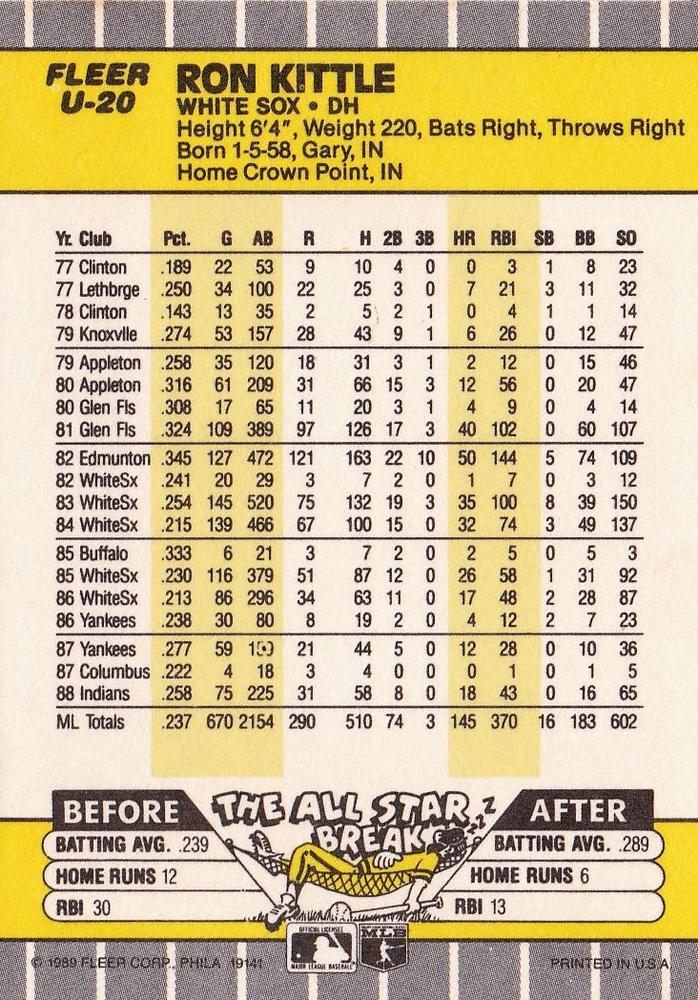 FLEER
U-20
RON KITTLE
WHITE SOX • DH
Height 6'4", Weight 220, Bats Right, Throws Right
Born 1-5-58, Gary, IN
Home Crown Point, IN
Yr. Club Pct. G AB R H 2B 3B HR RBI SB BB SO
77 Clinton .189 22 53 9 10 4 0 0 3 1 8 23
77 Lethbrge .250 34 100 22 25 3 0 7 21 3 11 32
78 Clinton .143 13 35 2 5 2 1 0 4 1 1 14
79 Knoxvlle .274 53 157 28 43 9 1 6 26 0 12 47
79 Appleton .258 35 120 18 31 3 1 2 12 0 15 46
80 Appleton .316 61 209 31 66 15 3 12 56 0 20 47
80 Glen Fls .308 17 65 11 20 3 1 4 9 0 4 14
81 Glen Fls .324 109 389 97 126 17 3 40 102 0 60 107
82 Edmunton .345 127 472 121 163 22 10 50 144 5 74 109
82 WhiteSx .241 20 29 3 7 2 0 1 7 0 3 12
83 WhiteSx .254 145 520 75 132 19 3 35 100 8 39 150
84 WhiteSx .215 139 466 67 100 15 0 32 74 3 49 137
85 Buffalo .333 6 21 3 7 2 0 2 5 0 5 3
85 WhiteSx .230 116 379 51 87 12 0 26 58 1 31 92
86 WhiteSx .213 86 296 34 63 11 0 17 48 2 28 87
86 Yankees .238 30 80 8 19 2 0 4 12 2 7 23
87 Yankees .277 59 21 44 5 0 12 28 0 10 36
87 Columbus .222 4 18 3 4 0 0 0 1 0 1 5
88 Indians .258 75 225 31 58 8 0 18 43 0 16 65
ML Totals .237 670 2154 290 510 74 3 145 370 16 183 602
BEFORE THE ALL STAR BREAK AFTER
zzz
BATTING AVG. .239 BATTING AVG. .289
HOME RUNS 12 HOME RUNS 6
RBI 30 RBI 13
OFFICIAL LICENSEE
MAJOR LEAGUE BASEBALL
MLB
© 1989 FLEER CORP., PHILA 19141 PRINTED IN U.S.A.